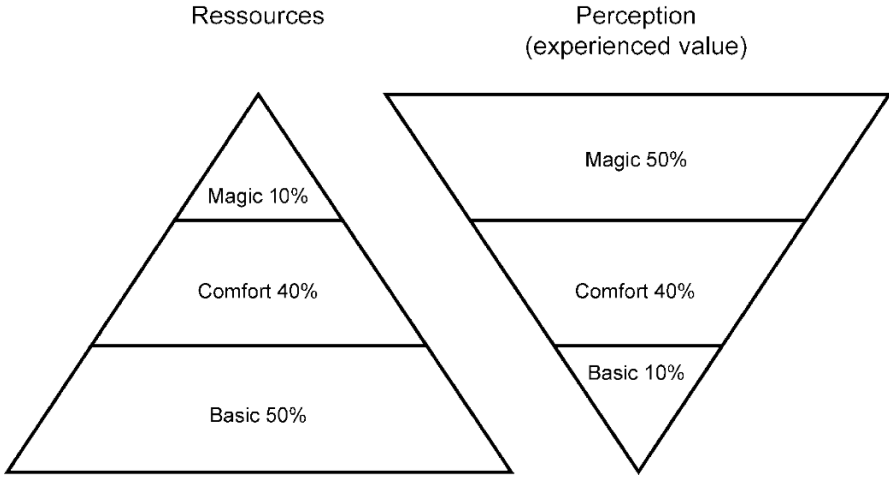 Ressources
Perception
(experienced value)
Magic 10%
Comfort 40%
Basic 50%
Magic 50%
Comfort 40%
Basic 10%